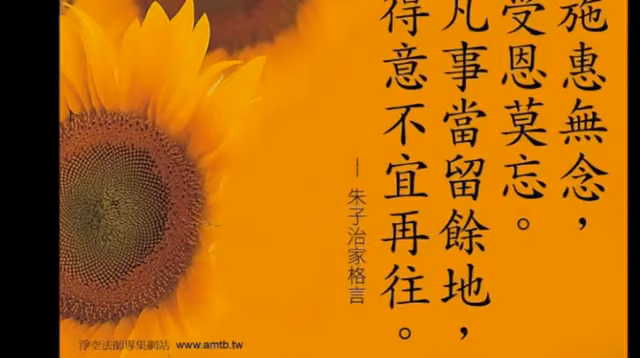 施惠無念，
受恩莫忘。
凡事當留餘地，
得意不宜再往。
— 朱子治家格言
淨空法師專集網站 www.amtb.tw